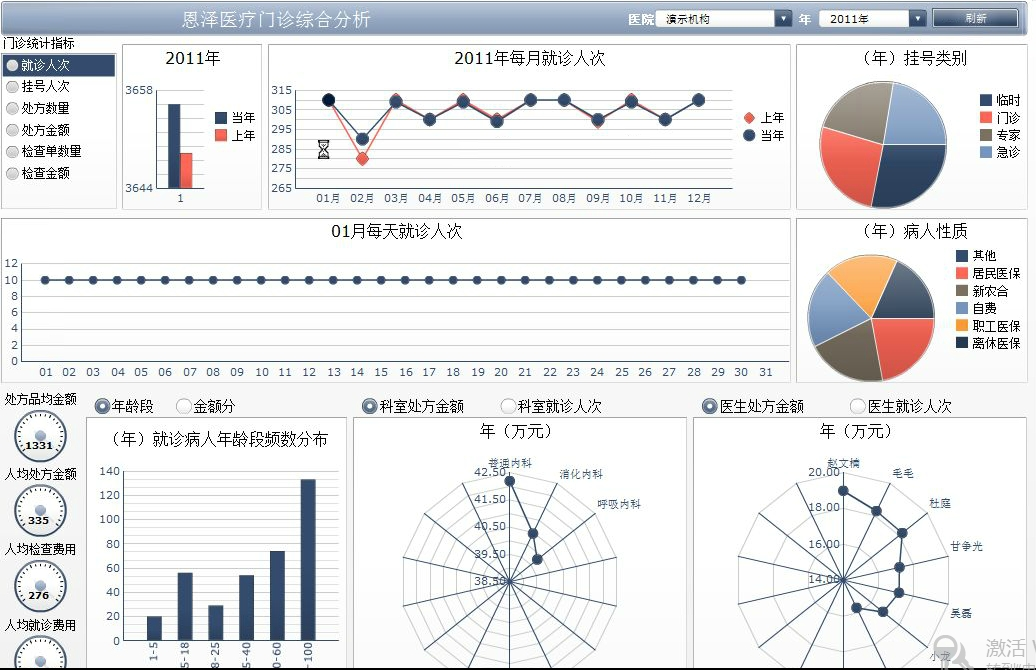 恩泽医疗门诊综合分析
医院 演示机构 年 2011年 刷新
门诊统计指标
就诊人次
挂号人次
处方数量
处方金额
检查单数量
检查金额
2011年
3658
3644
1
当年
上年
2011年每月就诊人次
315
305
295
285
275
265
01月 02月 03月 04月 05月 06月 07月 08月 09月 10月 11月 12月
上年
当年
（年）挂号类别
临时
门诊
专家
急诊
01月每天就诊人次
12
10
8
6
4
2
0
01 02 03 04 05 06 07 08 09 10 11 12 13 14 15 16 17 18 19 20 21 22 23 24 25 26 27 28 29 30 31
（年）病人性质
其他
居民医保
新农合
自费
职工医保
离休医保
处方品均金额
1331
人均处方金额
335
人均检查费用
276
人均就诊费用
年龄段 金额分
（年）就诊病人年龄段频数分布
140
120
100
80
60
40
20
0
1-5
5-18
8-25
5-40
0-60
-100
科室处方金额 科室就诊人次
年（万元）
普通内科
消化内科
呼吸内科
42.50
41.50
40.50
39.50
38.50
医生处方金额 医生就诊人次
年（万元）
赵文楠
毛毛
杜庭
甘争光
吴磊
小龙
20.00
18.00
16.00
14.00
激活